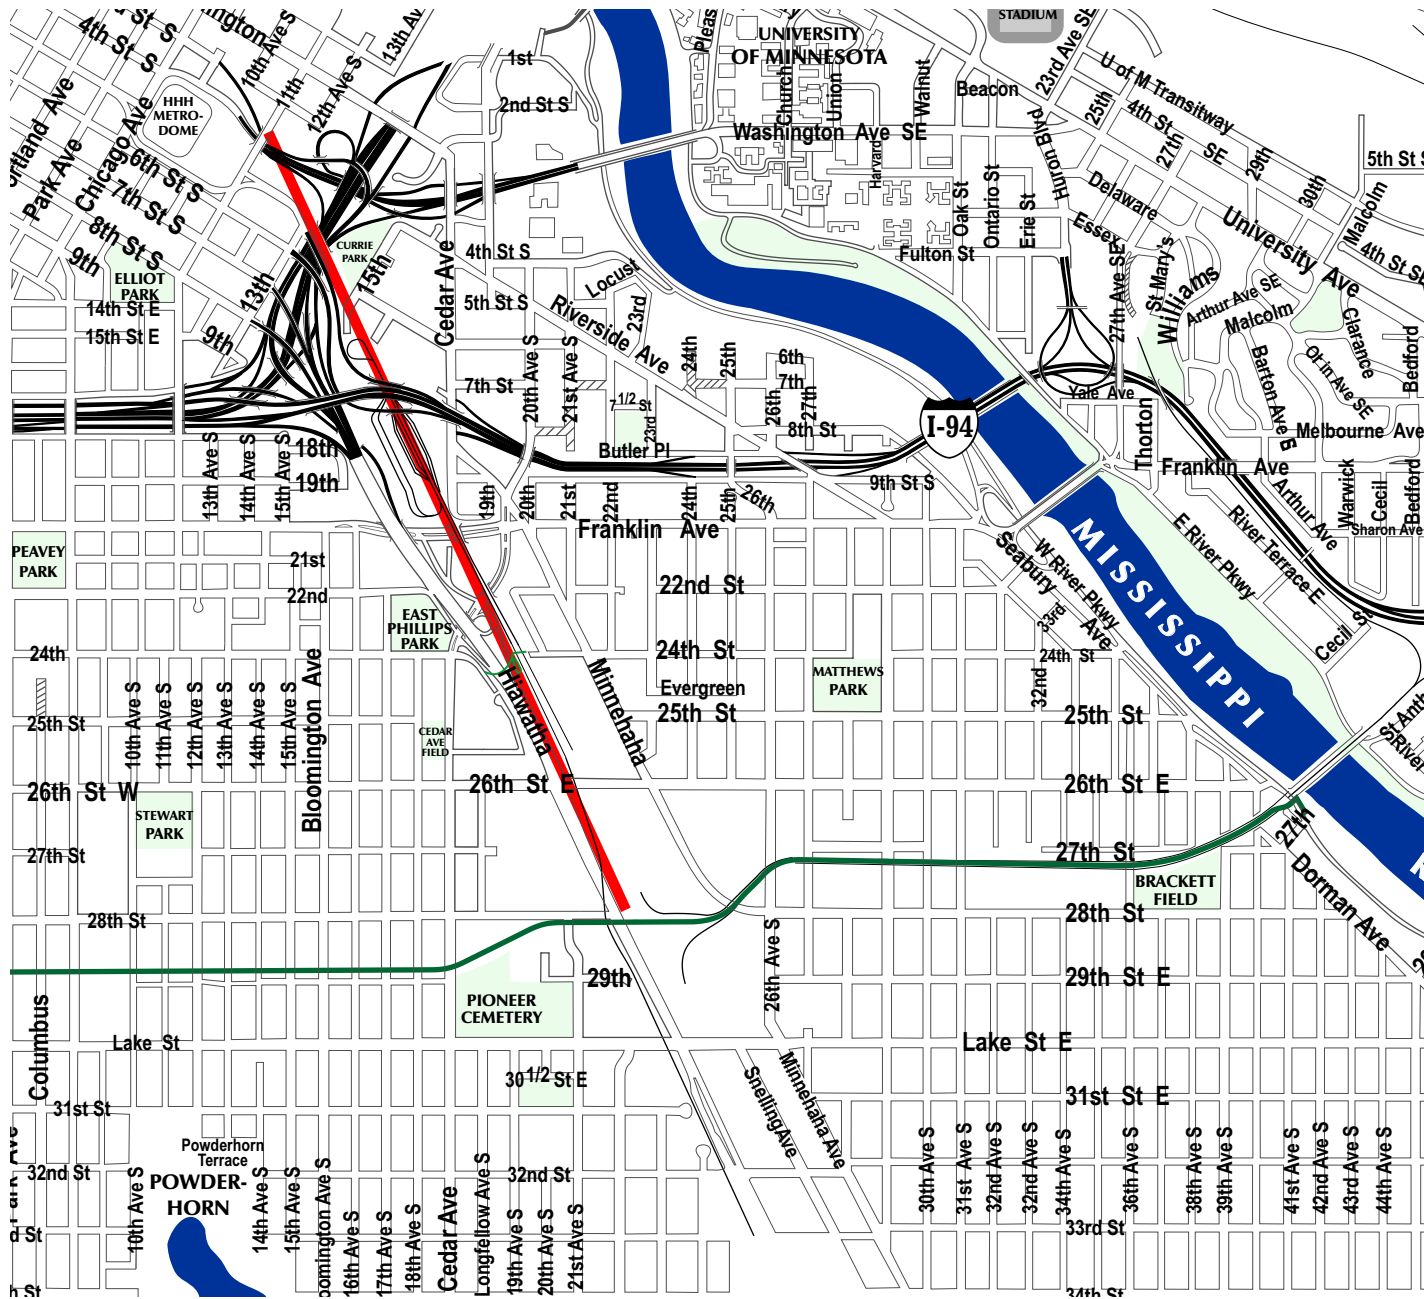 4th St S
10th Ave S
11th
12th Ave S
13th Av
1st
2nd St S
Pleas
UNIVERSITY
OF MINNESOTA
STADIUM
Church
Union
Walnut
Beacon
23rd Ave SE
25th
U of M Transitway
4th St SE
27th
29th
30th
5th St S
Malcolm
Washington Ave SE
Harvard
Oak St
Ontario St
Erie St
Huron Blvd
Delaware
Essex
Fulton St
27th Ave SE
St Mary's
Williams
University Ave
4th St SE
Arthur Ave SE
Malcolm
Clarance
Bedford
Barton Ave
Melbourne Ave
HHH
METRO-
DOME
Park Ave
Chicago Ave
6th St S
7th St S
8th St S
9th
ELLIOT
PARK
14th St E
15th St E
13th
9th
CURRIE
PARK
15th
Cedar Ave
4th St S
5th St S
Locust
23rd
Riverside Ave
24th
25th
6th
7th
26th
27th
8th St
7th St
20th Ave S
21st Ave S
7 1/2 St
23rd
Butler Pl
I-94
9th St S
Yale Ave
Thorton
Franklin Ave
Arthur Ave
Warwick
Cecil
Bedford
Sharon Ave
18th
19th
13th Ave S
14th Ave S
15th Ave S
19th
20th
21st
22nd
24th
25th
26th
Franklin Ave
PEAVEY
PARK
21st
22nd
22nd St
EAST
PHILLIPS
PARK
24th
24th St
Evergreen
25th St
MATTHEWS
PARK
Seabury Ave
W River Pkwy
33rd
24th St
32nd
25th St
MISSISSIPPI
E River Pkwy
River Terrace E
Cecil St
St Anth
River
Bloomington Ave
10th Ave S
11th Ave S
12th Ave S
13th Ave S
14th Ave S
15th Ave S
25th St
CEDAR
AVE
FIELD
Hiawatha
Minnehaha
26th St W
26th St E
26th St E
STEWART
PARK
27th St
27th St
27th
Dorman Ave
BRACKETT
FIELD
28th St
28th St
29th
29th St E
26th Ave S
PIONEER
CEMETERY
Columbus
Lake St
Lake St E
30 1/2 St E
31st St
31st St E
Snelling Ave
Minnehaha Ave
Powderhorn
Terrace
32nd St
32nd St
POWDER-
HORN
10th Ave S
14th Ave S
15th Ave S
oomington Ave S
16th Ave S
17th Ave S
18th Ave S
Cedar Ave
Longfellow Ave S
19th Ave S
20th Ave S
21st Ave S
30th Ave S
31st Ave S
32nd Ave S
32nd Ave S
34th Ave S
36th Ave S
38th Ave S
39th Ave S
41st Ave S
42nd Ave S
43rd Ave S
44th Ave S
33rd St
d St
34th St
h St